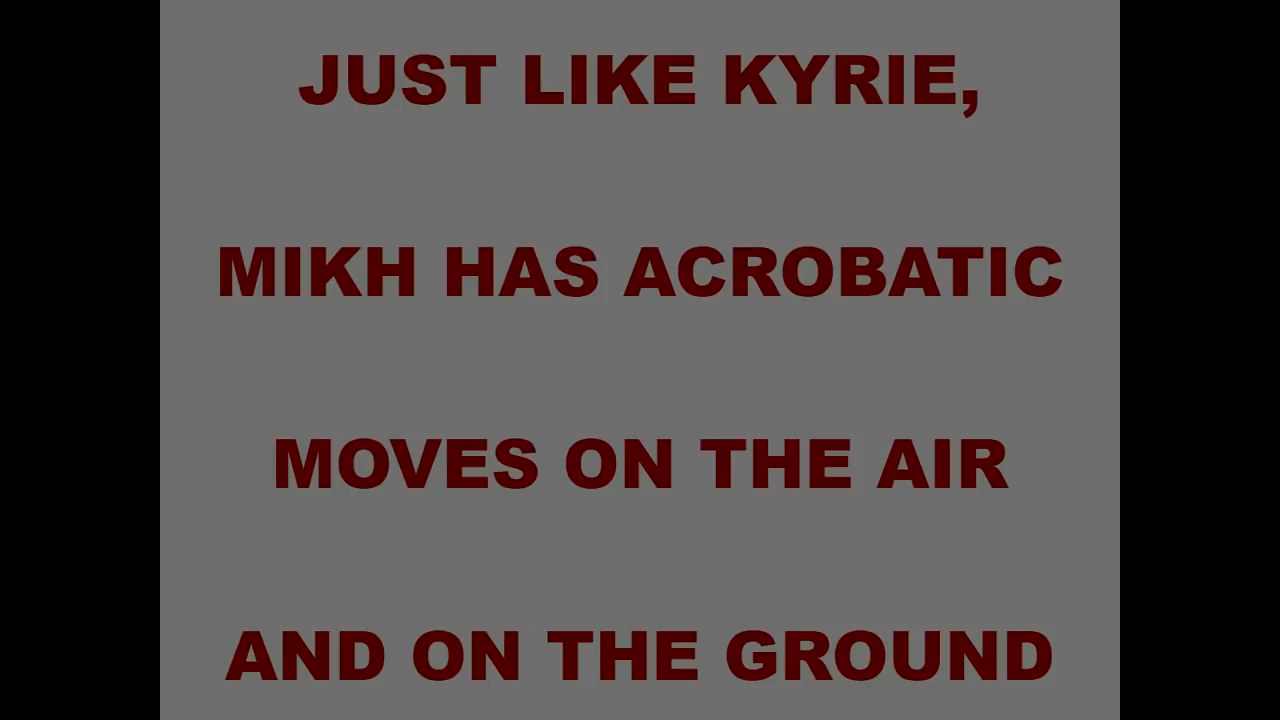 JUST LIKE KYRIE,
MIKH HAS ACROBATIC
MOVES ON THE AIR
AND ON THE GROUND